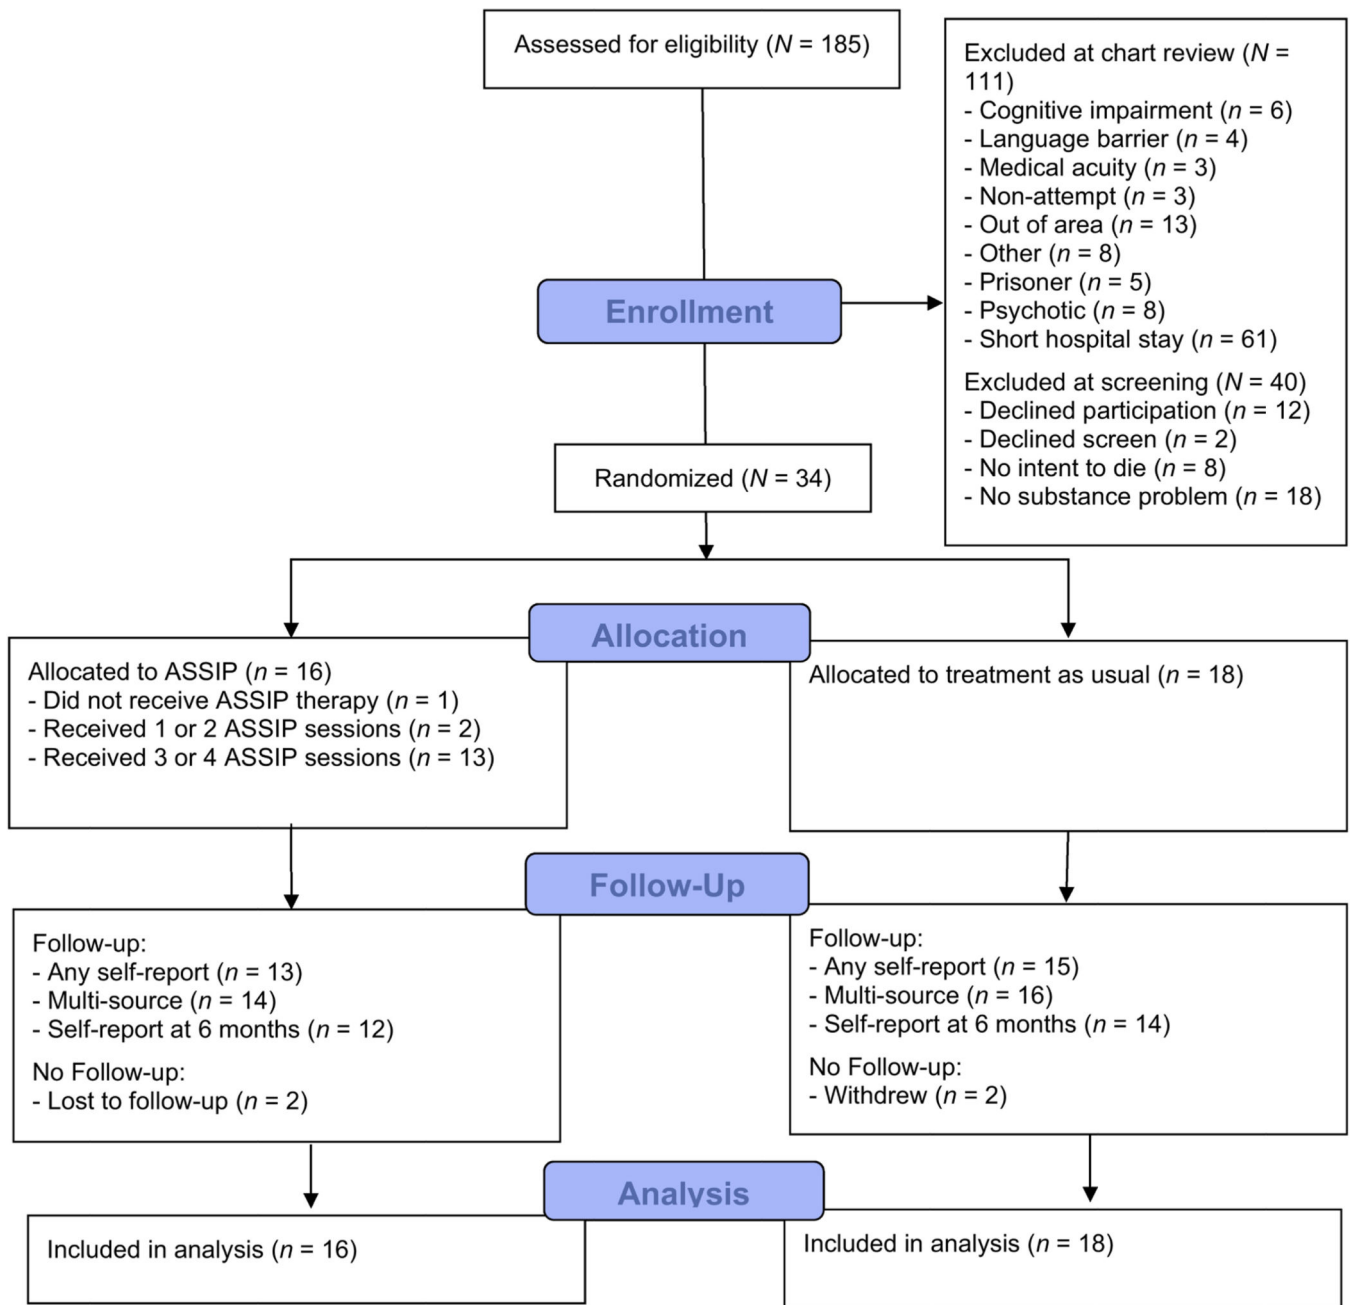 Assessed for eligibility (N = 185)
Excluded at chart review (N =
111)
- Cognitive impairment (n = 6)
- Language barrier (n = 4)
- Medical acuity (n = 3)
- Non-attempt (n = 3)
- Out of area (n = 13)
- Other (n = 8)
- Prisoner (n = 5)
- Psychotic (n = 8)
- Short hospital stay (n = 61)
Excluded at screening (N = 40)
- Declined participation (n = 12)
- Declined screen (n = 2)
- No intent to die (n = 8)
- No substance problem (n = 18)
Enrollment
Randomized (N = 34)
Allocation
Allocated to ASSIP (n = 16)
- Did not receive ASSIP therapy (n = 1)
- Received 1 or 2 ASSIP sessions (n = 2)
- Received 3 or 4 ASSIP sessions (n = 13)
Allocated to treatment as usual (n = 18)
Follow-Up
Follow-up:
- Any self-report (n = 13)
- Multi-source (n = 14)
- Self-report at 6 months (n = 12)
No Follow-up:
- Lost to follow-up (n = 2)
Follow-up:
- Any self-report (n = 15)
- Multi-source (n = 16)
- Self-report at 6 months (n = 14)
No Follow-up:
- Withdrew (n = 2)
Analysis
Included in analysis (n = 16)
Included in analysis (n = 18)